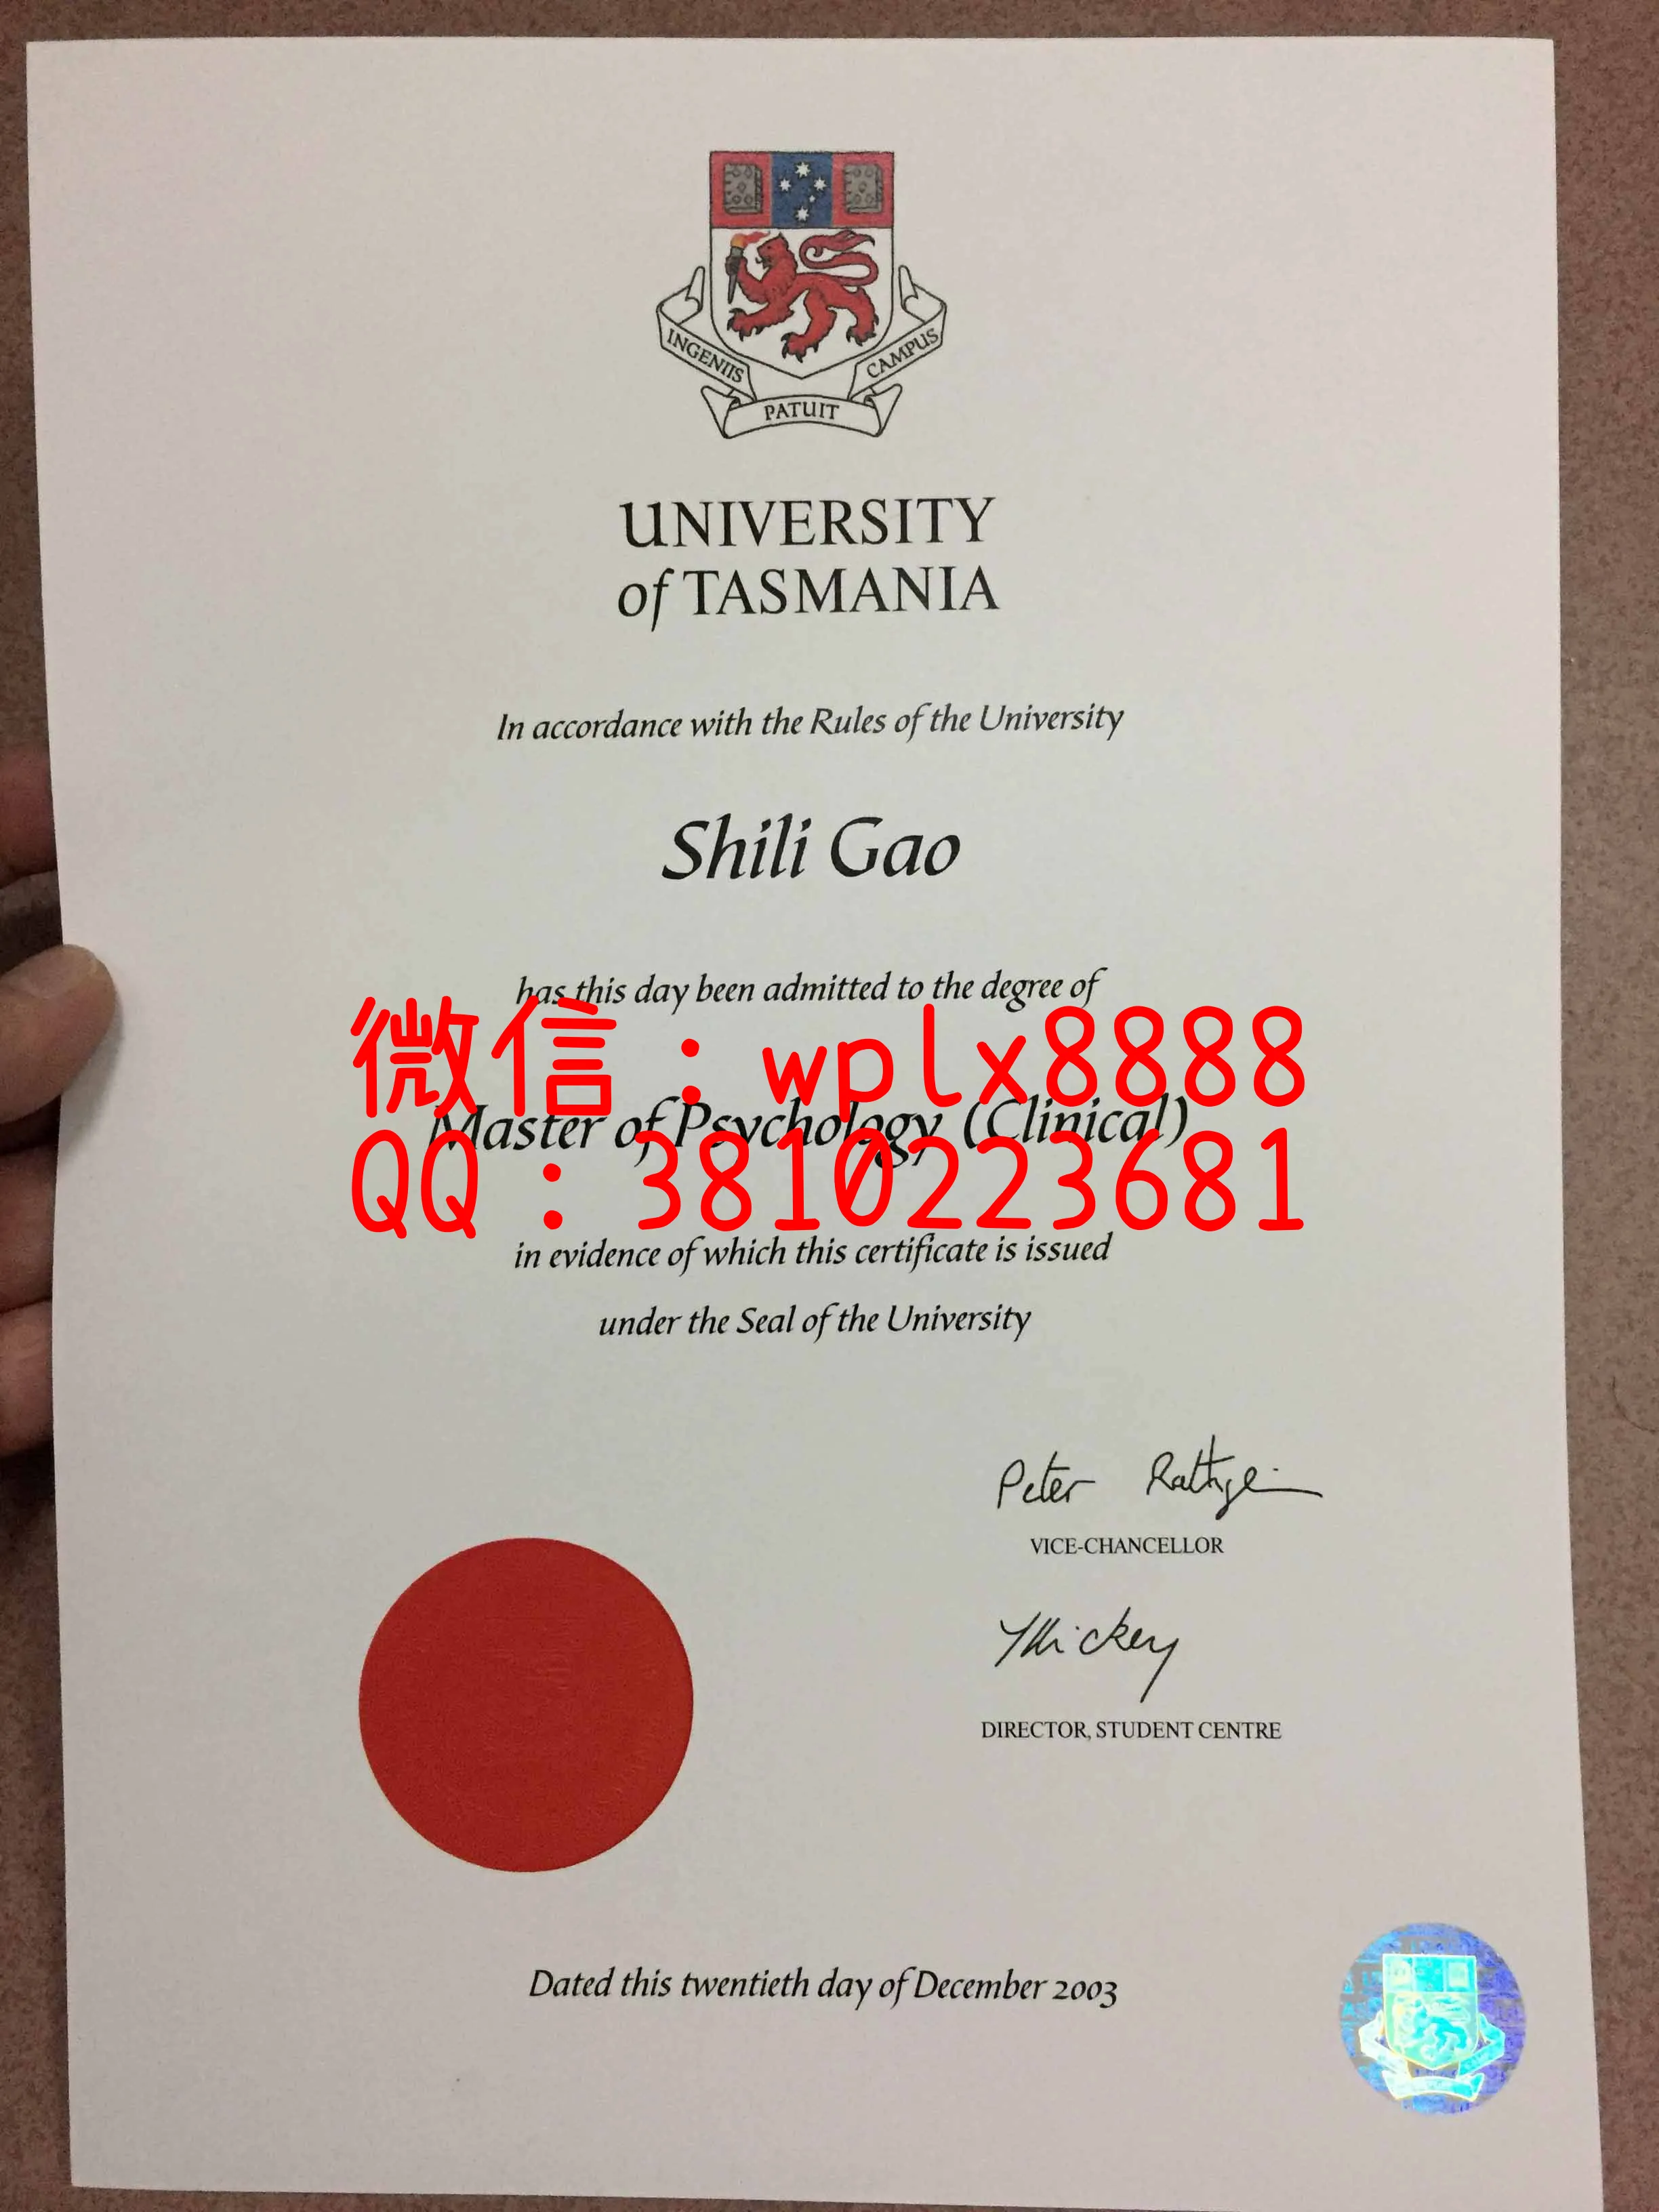 INGENIIS PATUIT CAMPUS
UNIVERSITY
of TASMANIA
In accordance with the Rules of the University
Shili Gao
has this day been admitted to the degree of
微信：wplx8888
Master of Psychology (Clinical)
QQ：3810223681
in evidence of which this certificate is issued
under the Seal of the University
Peter
VICE-CHANCELLOR
DIRECTOR, STUDENT CENTRE
Dated this twentieth day of December 2003